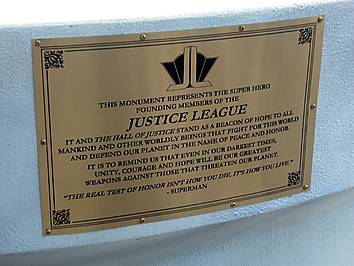 THIS MONUMENT REPRESENTS THE SUPER HERO
FOUNDING MEMBERS OF THE
JUSTICE LEAGUE
IT AND THE HALL OF JUSTICE STAND AS A BEACON OF HOPE TO ALL
MANKIND AND OTHER WORLDLY BEINGS THAT FIGHT FOR THIS WORLD
AND DEFEND OUR PLANET IN THE NAME OF PEACE AND HONOR.
IT IS TO REMIND US THAT EVEN IN OUR DARKEST TIMES,
UNITY, COURAGE AND HOPE WILL BE OUR GREATEST
WEAPONS AGAINST THOSE THAT THREATEN OUR PLANET.
"THE REAL TEST OF HONOR ISN'T HOW YOU DIE, IT'S HOW YOU LIVE."
- SUPERMAN